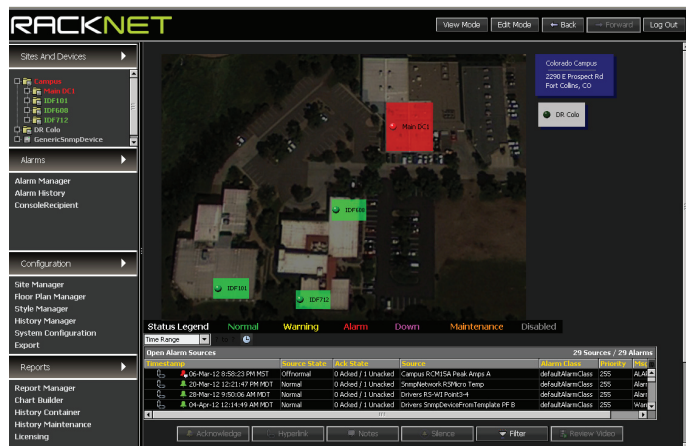 RACKNET
View Mode
Edit Mode
Back
Forward
Log Out
Sites And Devices
Campus
Main DC1
IDF101
IDF608
IDF712
DR Colo
GenericSnmpDevice
Alarms
Alarm Manager
Alarm History
ConsoleRecipient
Configuration
Site Manager
Floor Plan Manager
Style Manager
History Manager
System Configuration
Export
Reports
Report Manager
Chart Builder
History Container
History Maintenance
Licensing
Colorado Campus
2290 E Prospect Rd
Fort Collins, CO
DR Colo
Main DC1
IDF608
IDF101
IDF712
Status Legend Normal Warning Alarm Down Maintenance Disabled
Time Range
Open Alarm Sources 29 Sources / 29 Alarms
Timestamp Source State Ack State Source Alarm Class Priority
06-Mar-12 8:58:23 PM MST Offnormal 0 Acked / 1 Unacked Campus RCM15A Peak Amps A defaultAlarmClass 255 ALAR
20-Mar-12 12:21:47 PM MDT Normal 0 Acked / 1 Unacked SnmpNetwork RSMicro Temp defaultAlarmClass 255 Alarm
28-Mar-12 9:50:06 AM MDT Normal 0 Acked / 1 Unacked Drivers RS-WI Point3-4 defaultAlarmClass 255 Alarm
04-Apr-12 12:14:49 AM MDT Normal 0 Acked / 1 Unacked Drivers SnmpDeviceFromTemplate PF B defaultAlarmClass 255
Acknowledge
Hyperlink
Notes
Silence
Filter
Review Video